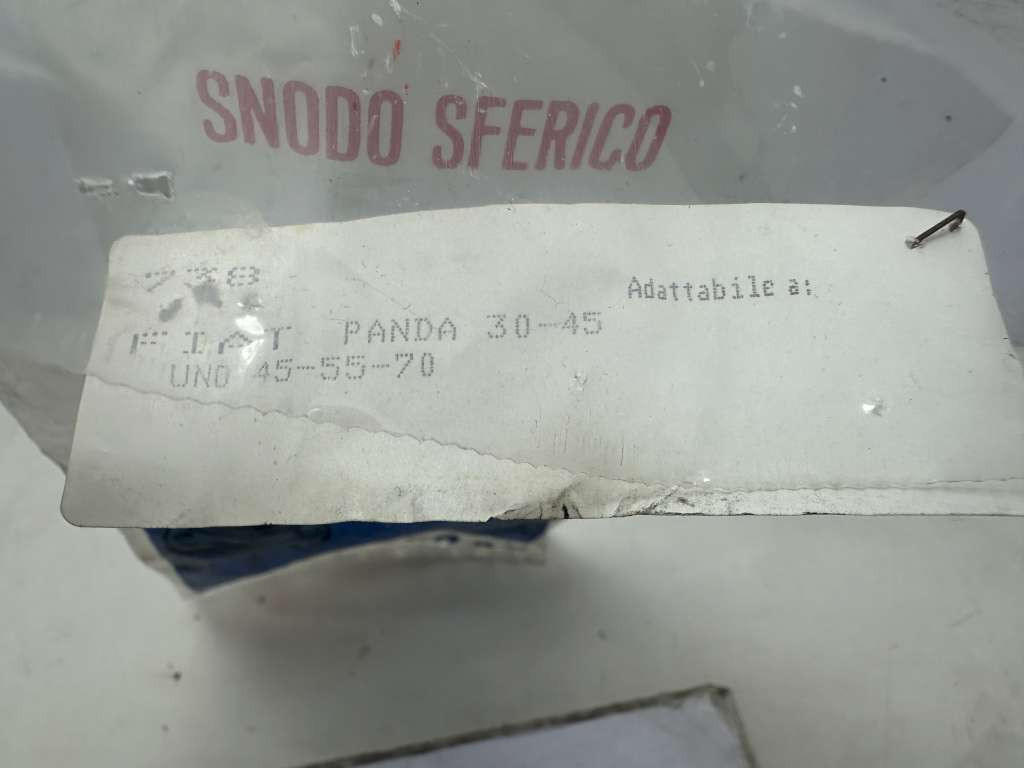 SNODO SFERICO
Adattabile a:
FIAT PANDA 30-45
UNO 45-55-70